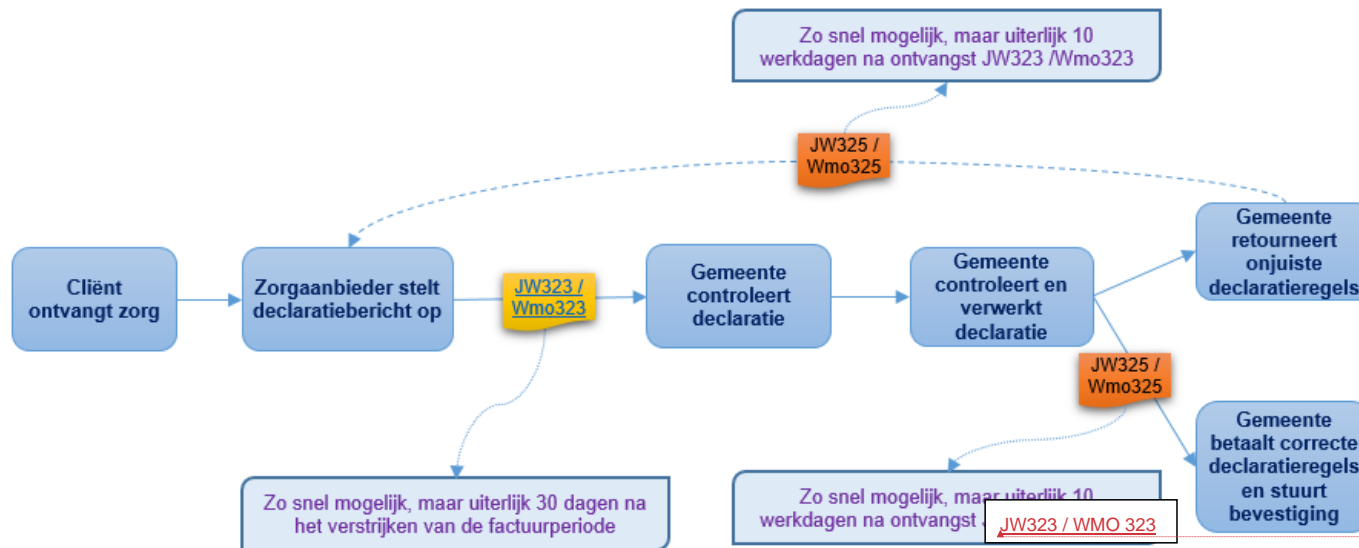 Zo snel mogelijk, maar uiterlijk 10
werkdagen na ontvangst JW323 /Wmo323
JW325 /
Wmo325
Cliënt
ontvangt zorg
Zorgaanbieder stelt
declaratiebericht op
JW323 /
Wmo323
Gemeente
controleert
declaratie
Gemeente
controleert en
verwerkt
declaratie
Gemeente
retourneert
onjuiste
declaratieregels
JW325 /
Wmo325
Gemeente
betaalt correcte
declaratieregels
en stuurt
bevestiging
Zo snel mogelijk, maar uiterlijk 30 dagen na
het verstrijken van de factuurperiode
Zo snel mogelijk, maar uiterlijk 10
werkdagen na ontvangst
JW323 / WMO 323